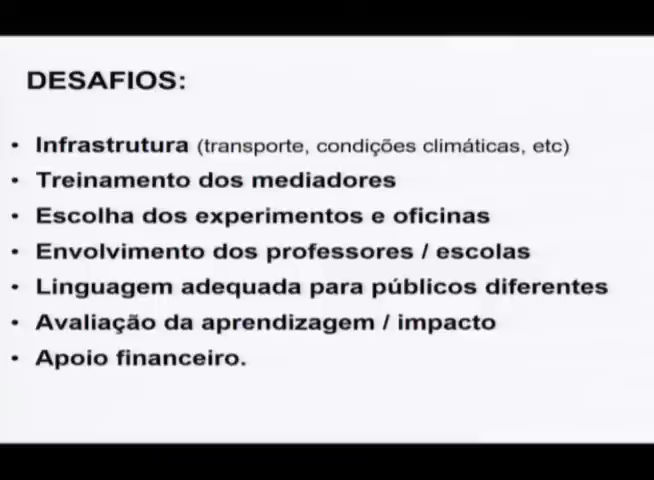 DESAFIOS:
• Infrastrutura (transporte, condições climáticas, etc)
• Treinamento dos mediadores
• Escolha dos experimentos e oficinas
• Envolvimento dos professores / escolas
• Linguagem adequada para públicos diferentes
• Avaliação da aprendizagem / impacto
• Apoio financeiro.